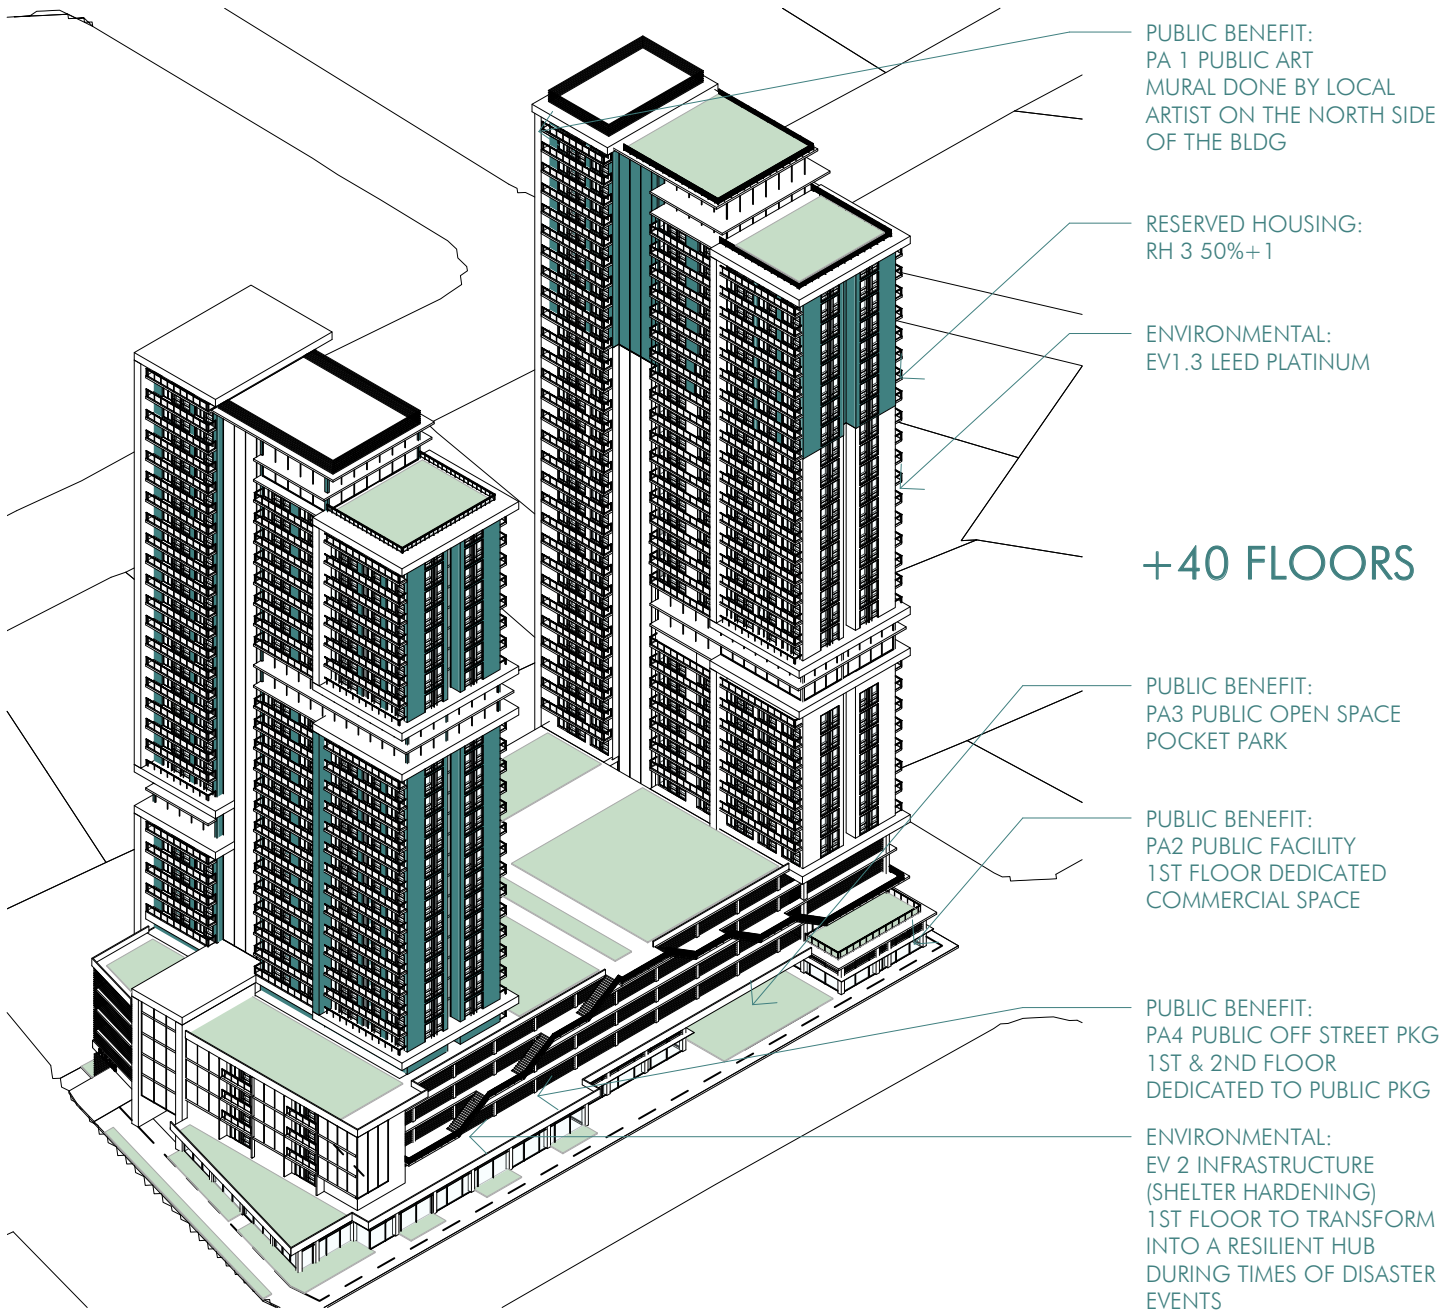 PUBLIC BENEFIT:
PA 1 PUBLIC ART
MURAL DONE BY LOCAL
ARTIST ON THE NORTH SIDE
OF THE BLDG
RESERVED HOUSING:
RH 3 50%+1
ENVIRONMENTAL:
EV1.3 LEED PLATINUM
+40 FLOORS
PUBLIC BENEFIT:
PA3 PUBLIC OPEN SPACE
POCKET PARK
PUBLIC BENEFIT:
PA2 PUBLIC FACILITY
1ST FLOOR DEDICATED
COMMERCIAL SPACE
PUBLIC BENEFIT:
PA4 PUBLIC OFF STREET PKG
1ST & 2ND FLOOR
DEDICATED TO PUBLIC PKG
ENVIRONMENTAL:
EV 2 INFRASTRUCTURE
(SHELTER HARDENING)
1ST FLOOR TO TRANSFORM
INTO A RESILIENT HUB
DURING TIMES OF DISASTER
EVENTS